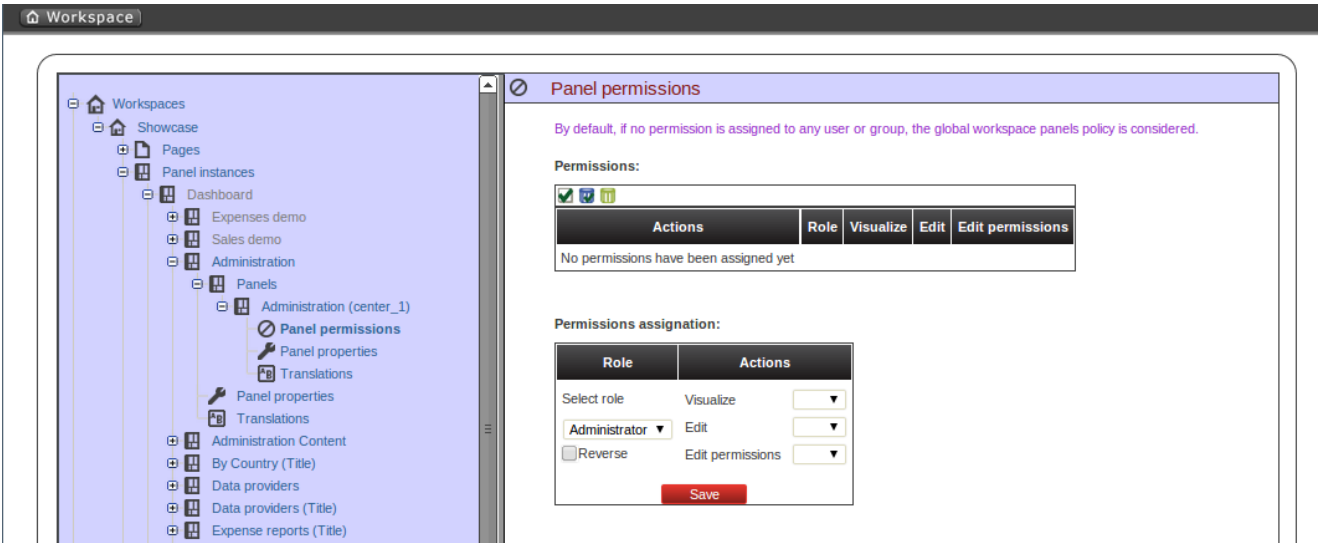 Workspace
Workspaces
Showcase
Pages
Panel instances
Dashboard
Expenses demo
Sales demo
Administration
Panels
Administration (center_1)
Panel permissions
Panel properties
Translations
Panel properties
Translations
Administration Content
By Country (Title)
Data providers
Data providers (Title)
Expense reports (Title)
Panel permissions
By default, if no permission is assigned to any user or group, the global workspace panels policy is considered.
Permissions:
Actions Role Visualize Edit Edit permissions
No permissions have been assigned yet
Permissions assignation:
Role Actions
Select role Visualize
Administrator Edit
Reverse Edit permissions
Save